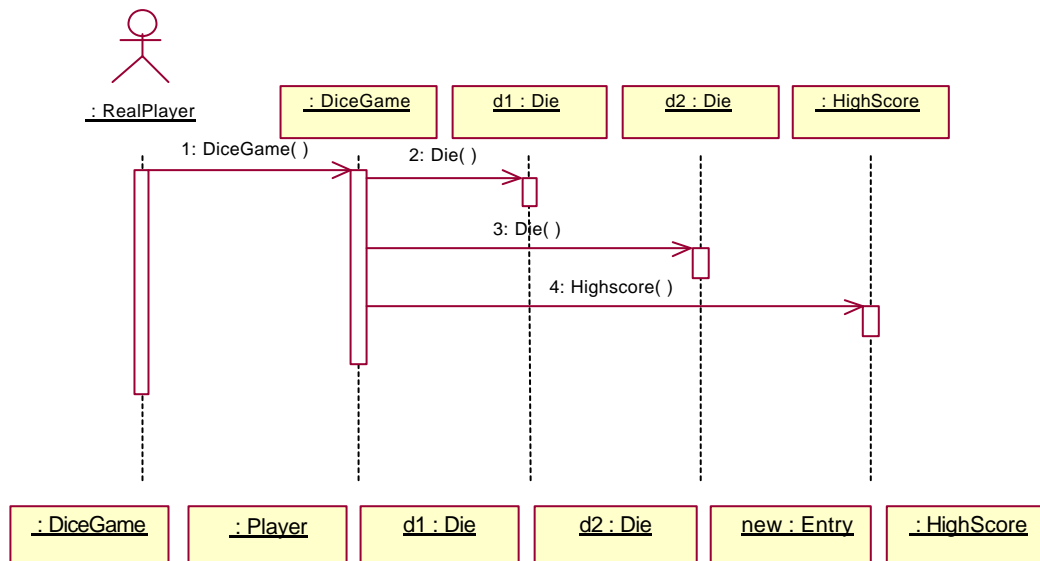 : RealPlayer
: DiceGame
d1 : Die
d2 : Die
: HighScore
1: DiceGame( )
2: Die( )
3: Die( )
4: Highscore( )
: DiceGame
: Player
d1 : Die
d2 : Die
new : Entry
: HighScore